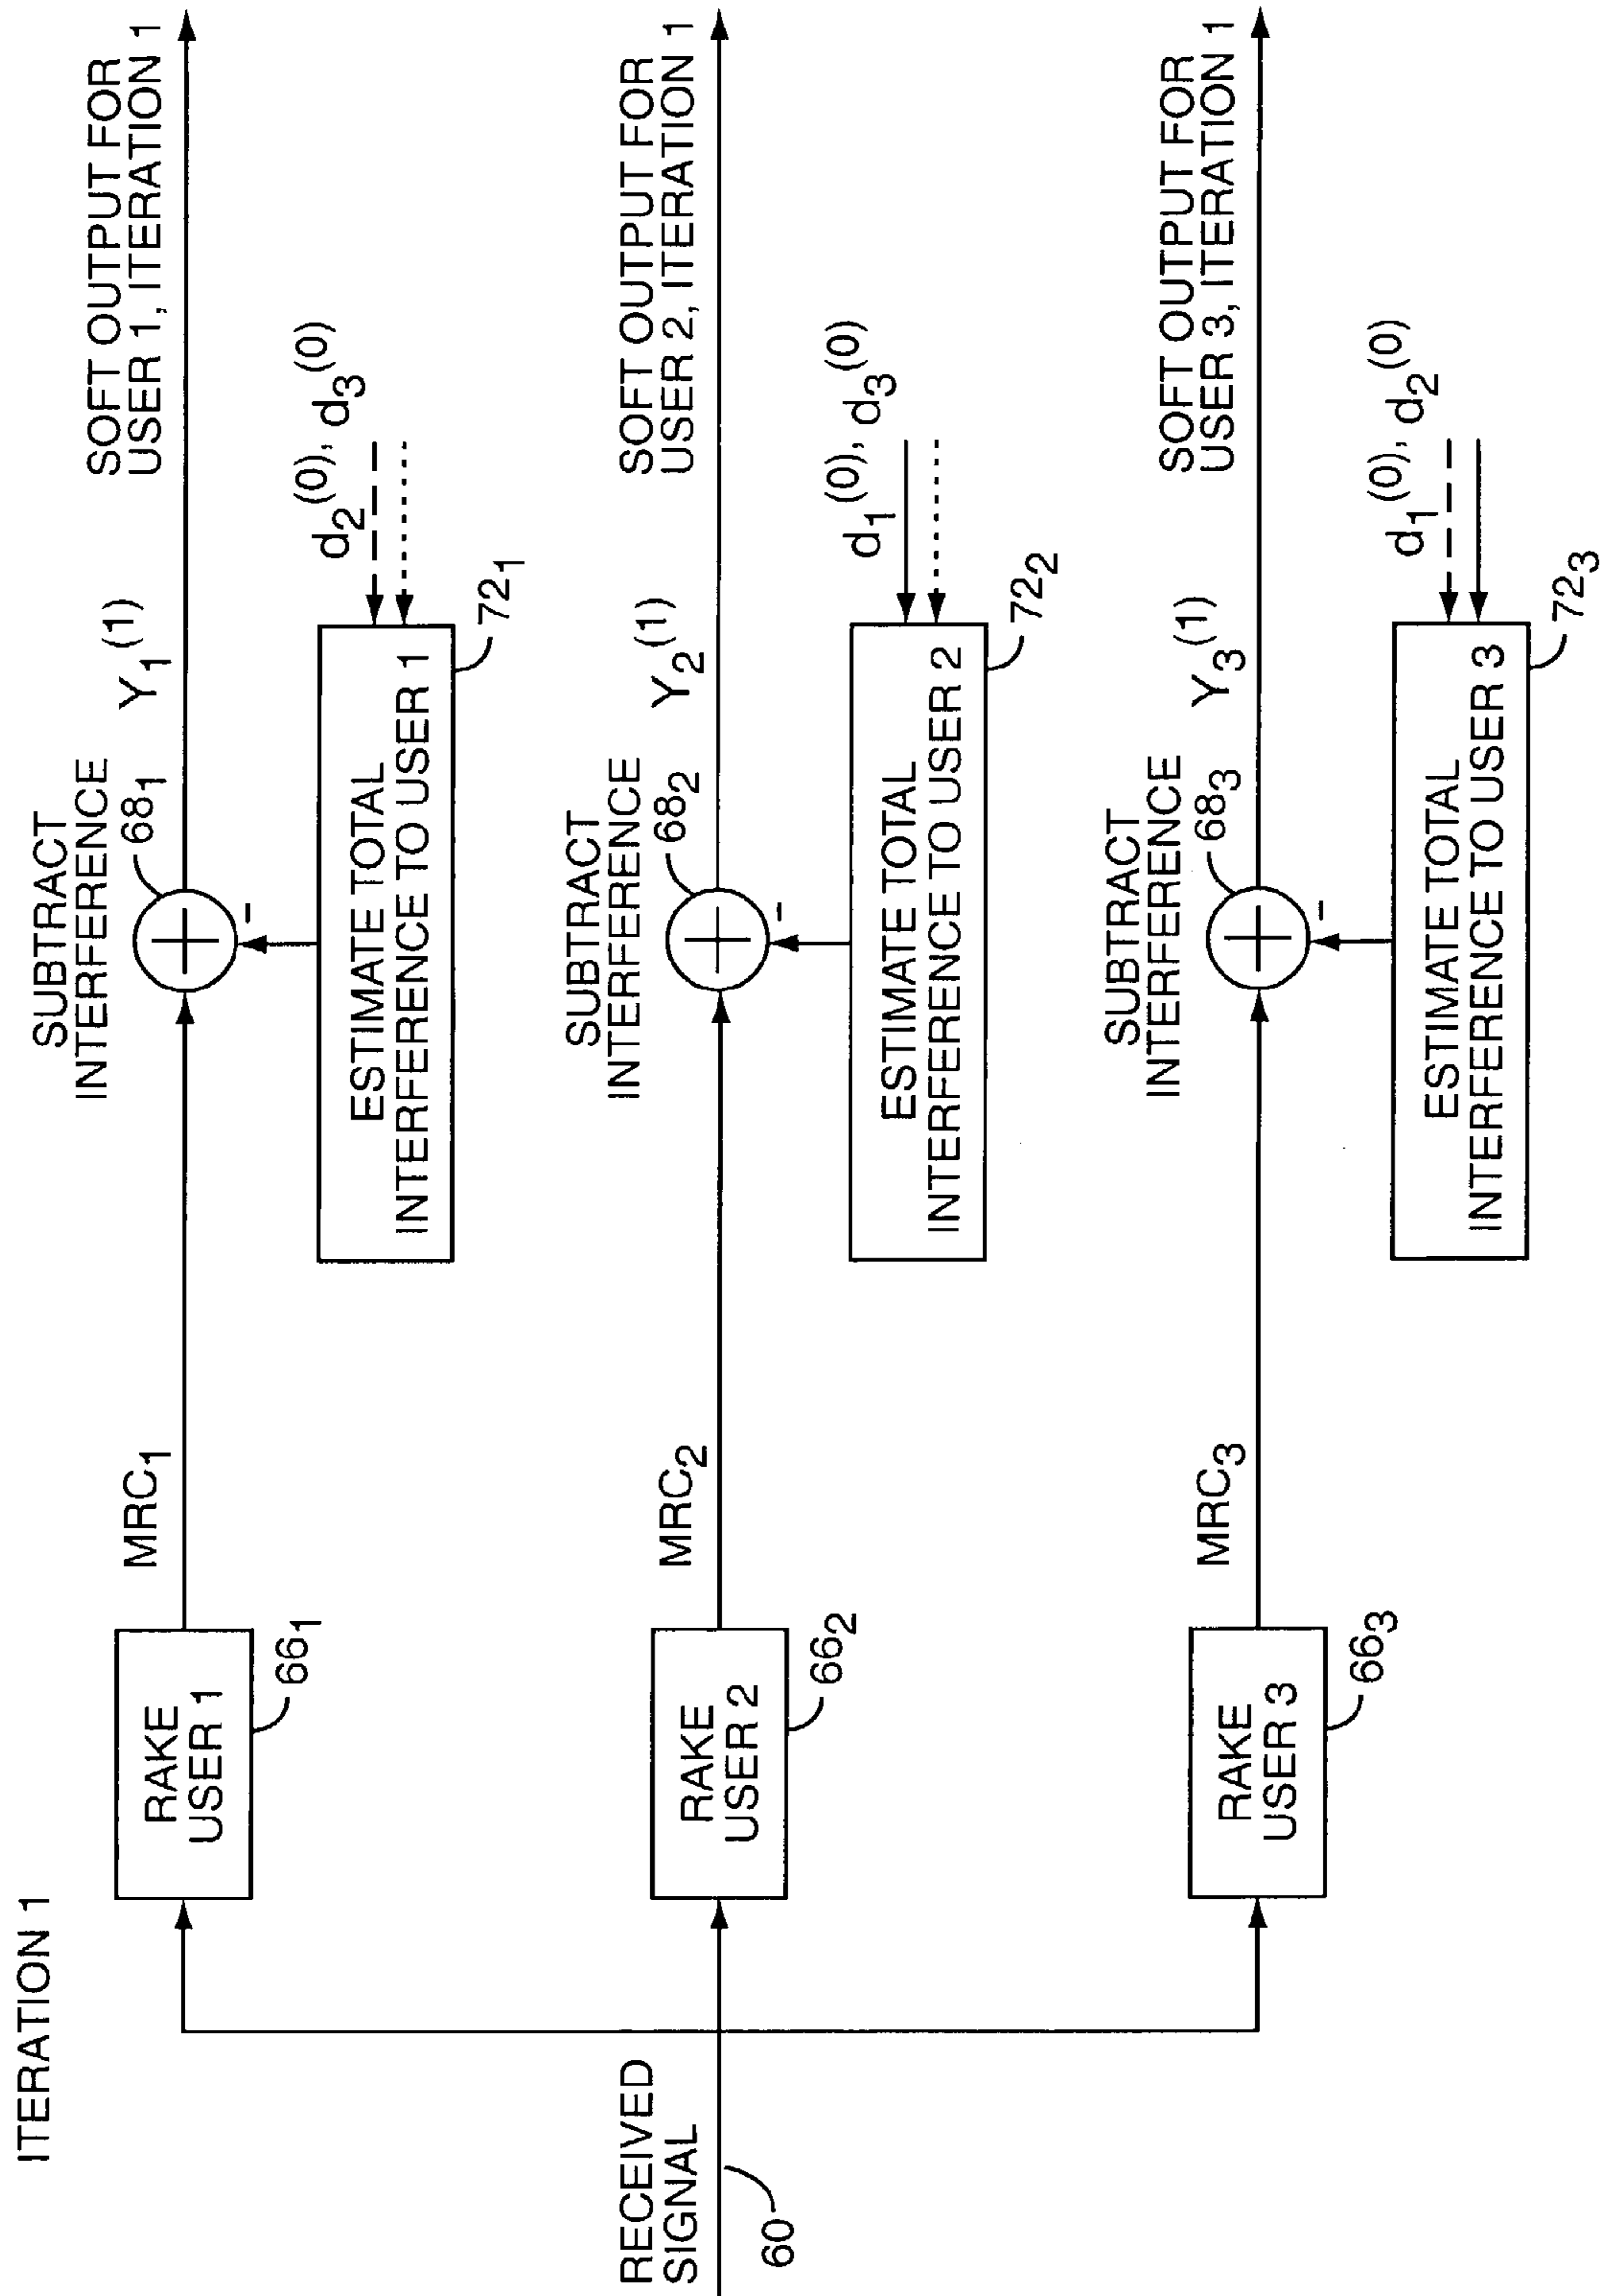 ITERATION 1
RECEIVED
SIGNAL
60
RAKE
USER 1
66₁
MRC₁
SUBTRACT
INTERFERENCE
68₁
Y₁⁽¹⁾
SOFT OUTPUT FOR
USER 1, ITERATION 1
-
ESTIMATE TOTAL
INTERFERENCE TO USER 1
72₁
d₂⁽⁰⁾, d₃⁽⁰⁾
RAKE
USER 2
66₂
MRC₂
SUBTRACT
INTERFERENCE
68₂
Y₂⁽¹⁾
SOFT OUTPUT FOR
USER 2, ITERATION 1
-
ESTIMATE TOTAL
INTERFERENCE TO USER 2
72₂
d₁⁽⁰⁾, d₃⁽⁰⁾
RAKE
USER 3
66₃
MRC₃
SUBTRACT
INTERFERENCE
68₃
Y₃⁽¹⁾
SOFT OUTPUT FOR
USER 3, ITERATION 1
-
ESTIMATE TOTAL
INTERFERENCE TO USER 3
72₃
d₁⁽⁰⁾, d₂⁽⁰⁾